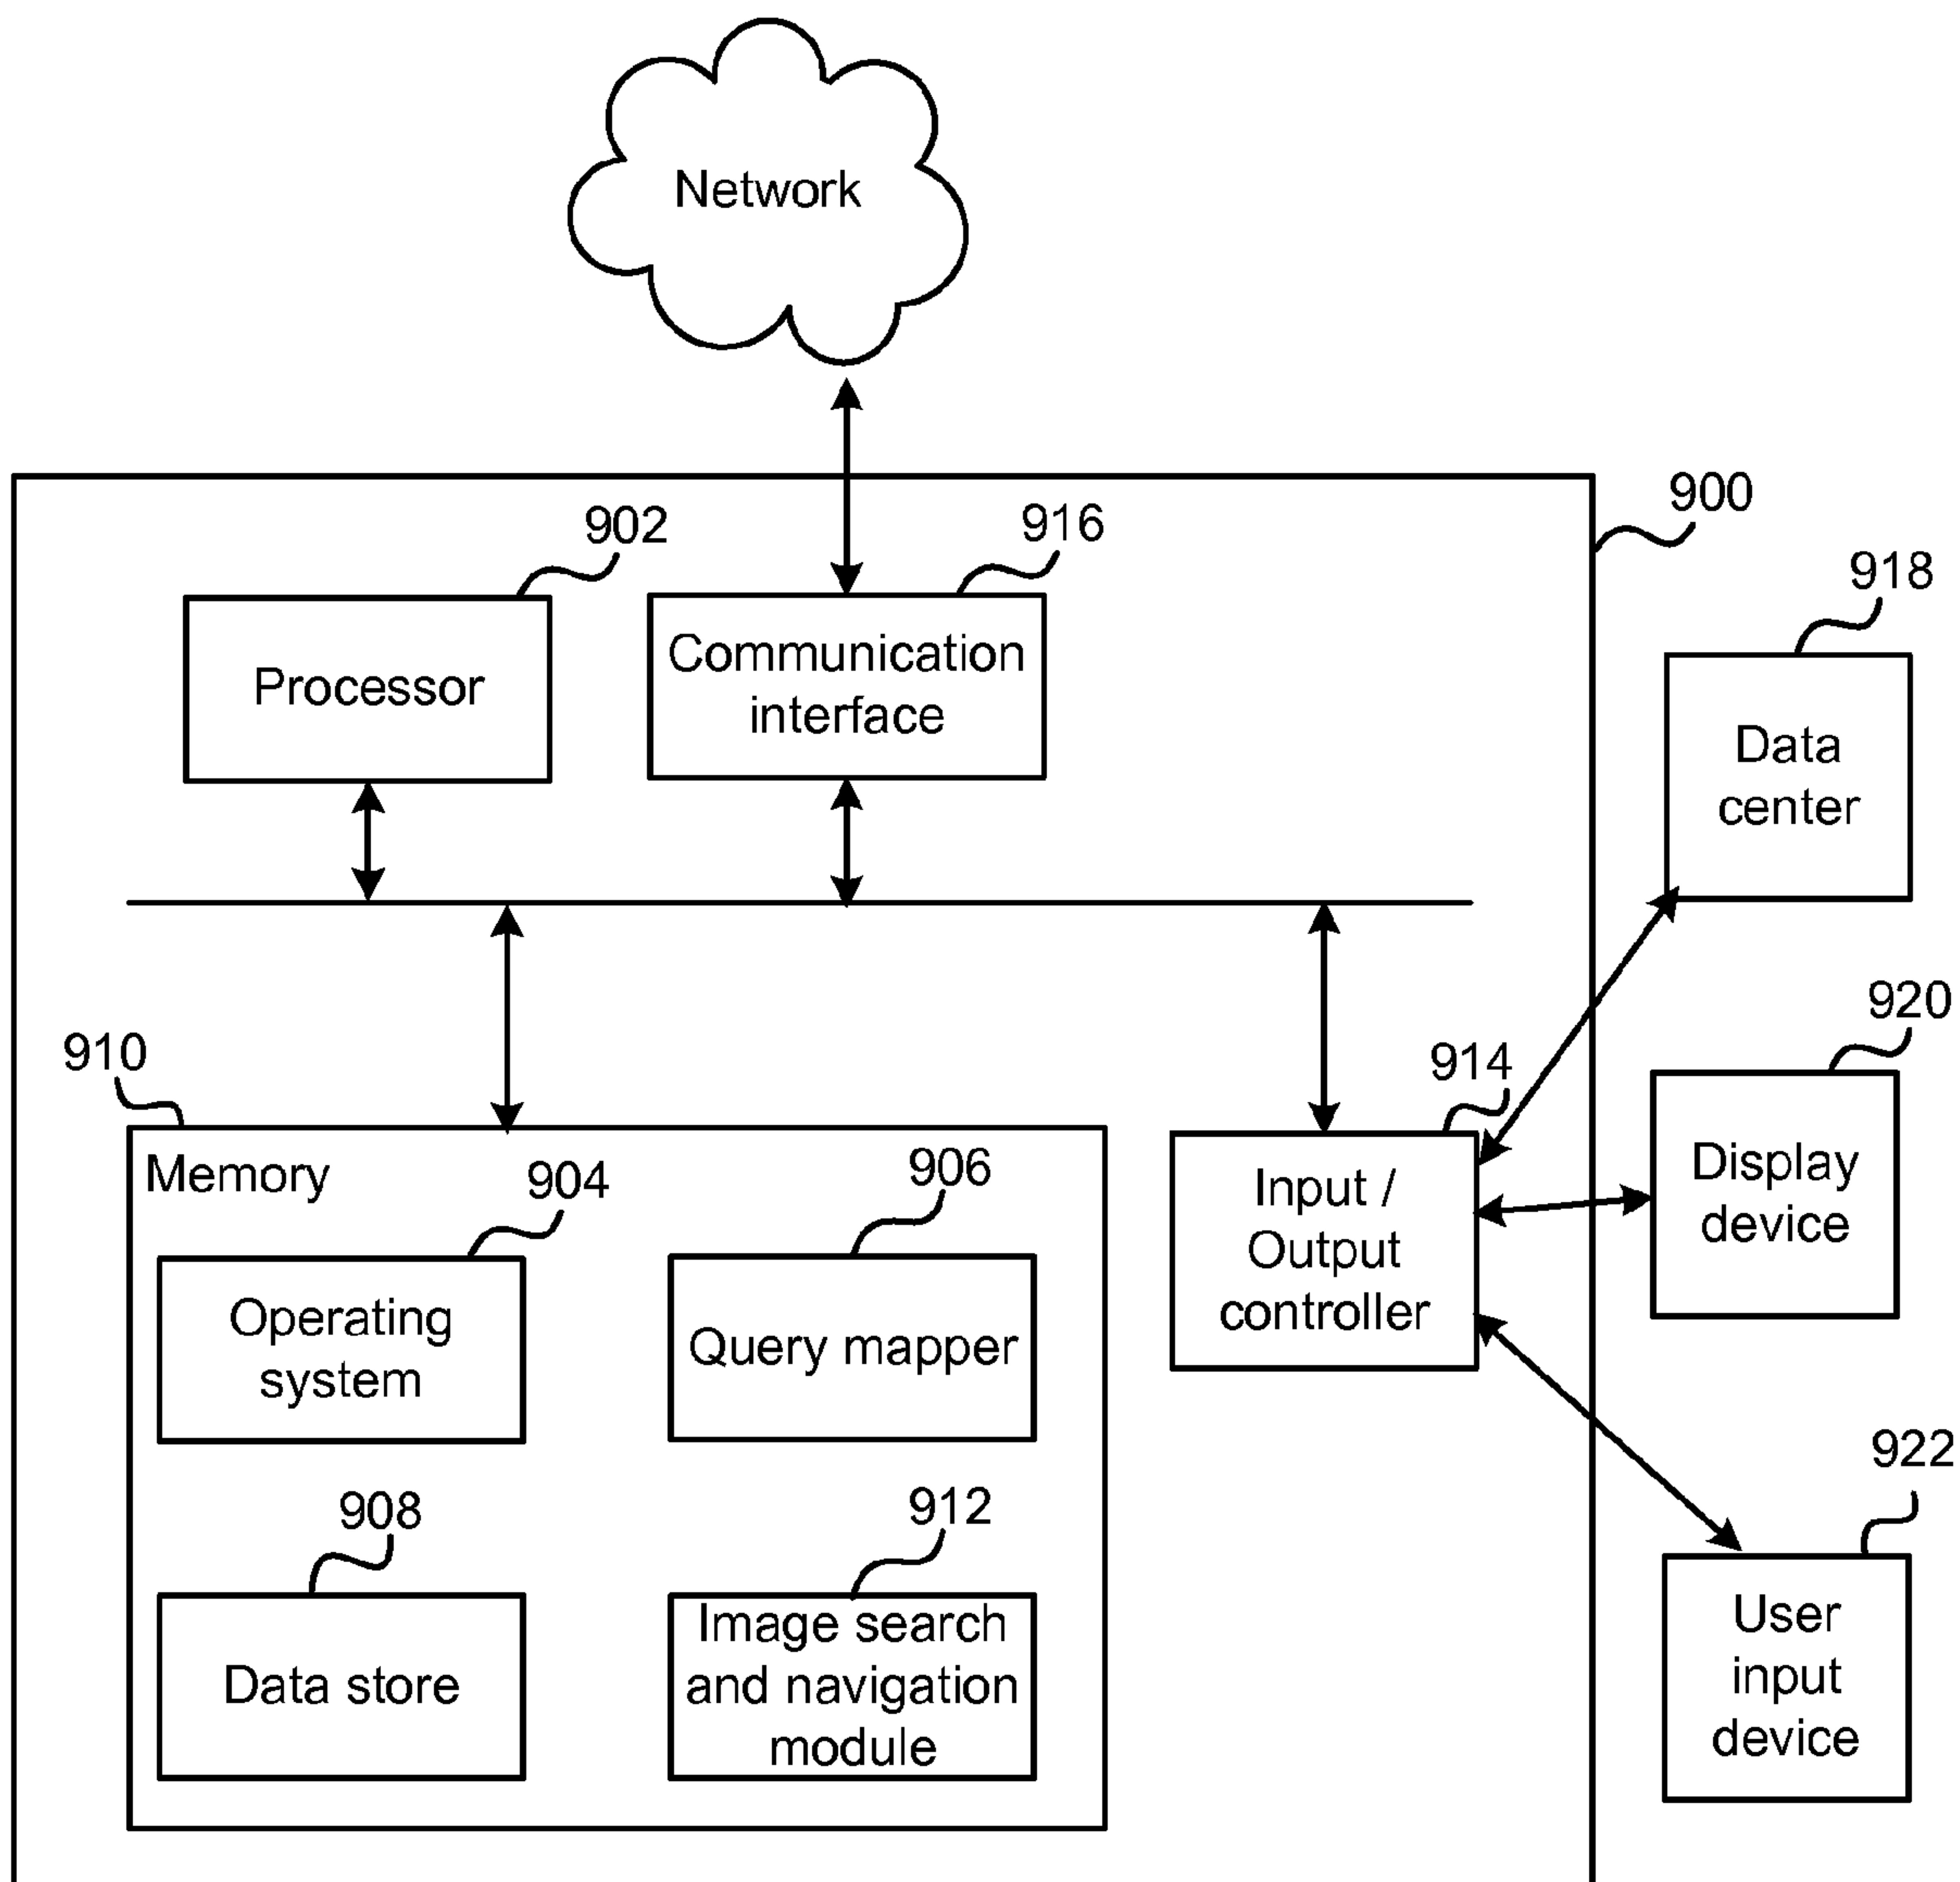 Network
900
902
916
918
Processor
Communication
interface
Data
center
920
910
914
Memory
904
906
Input /
Output
controller
Display
device
Operating
system
Query mapper
922
908
912
Data store
Image search
and navigation
module
User
input
device